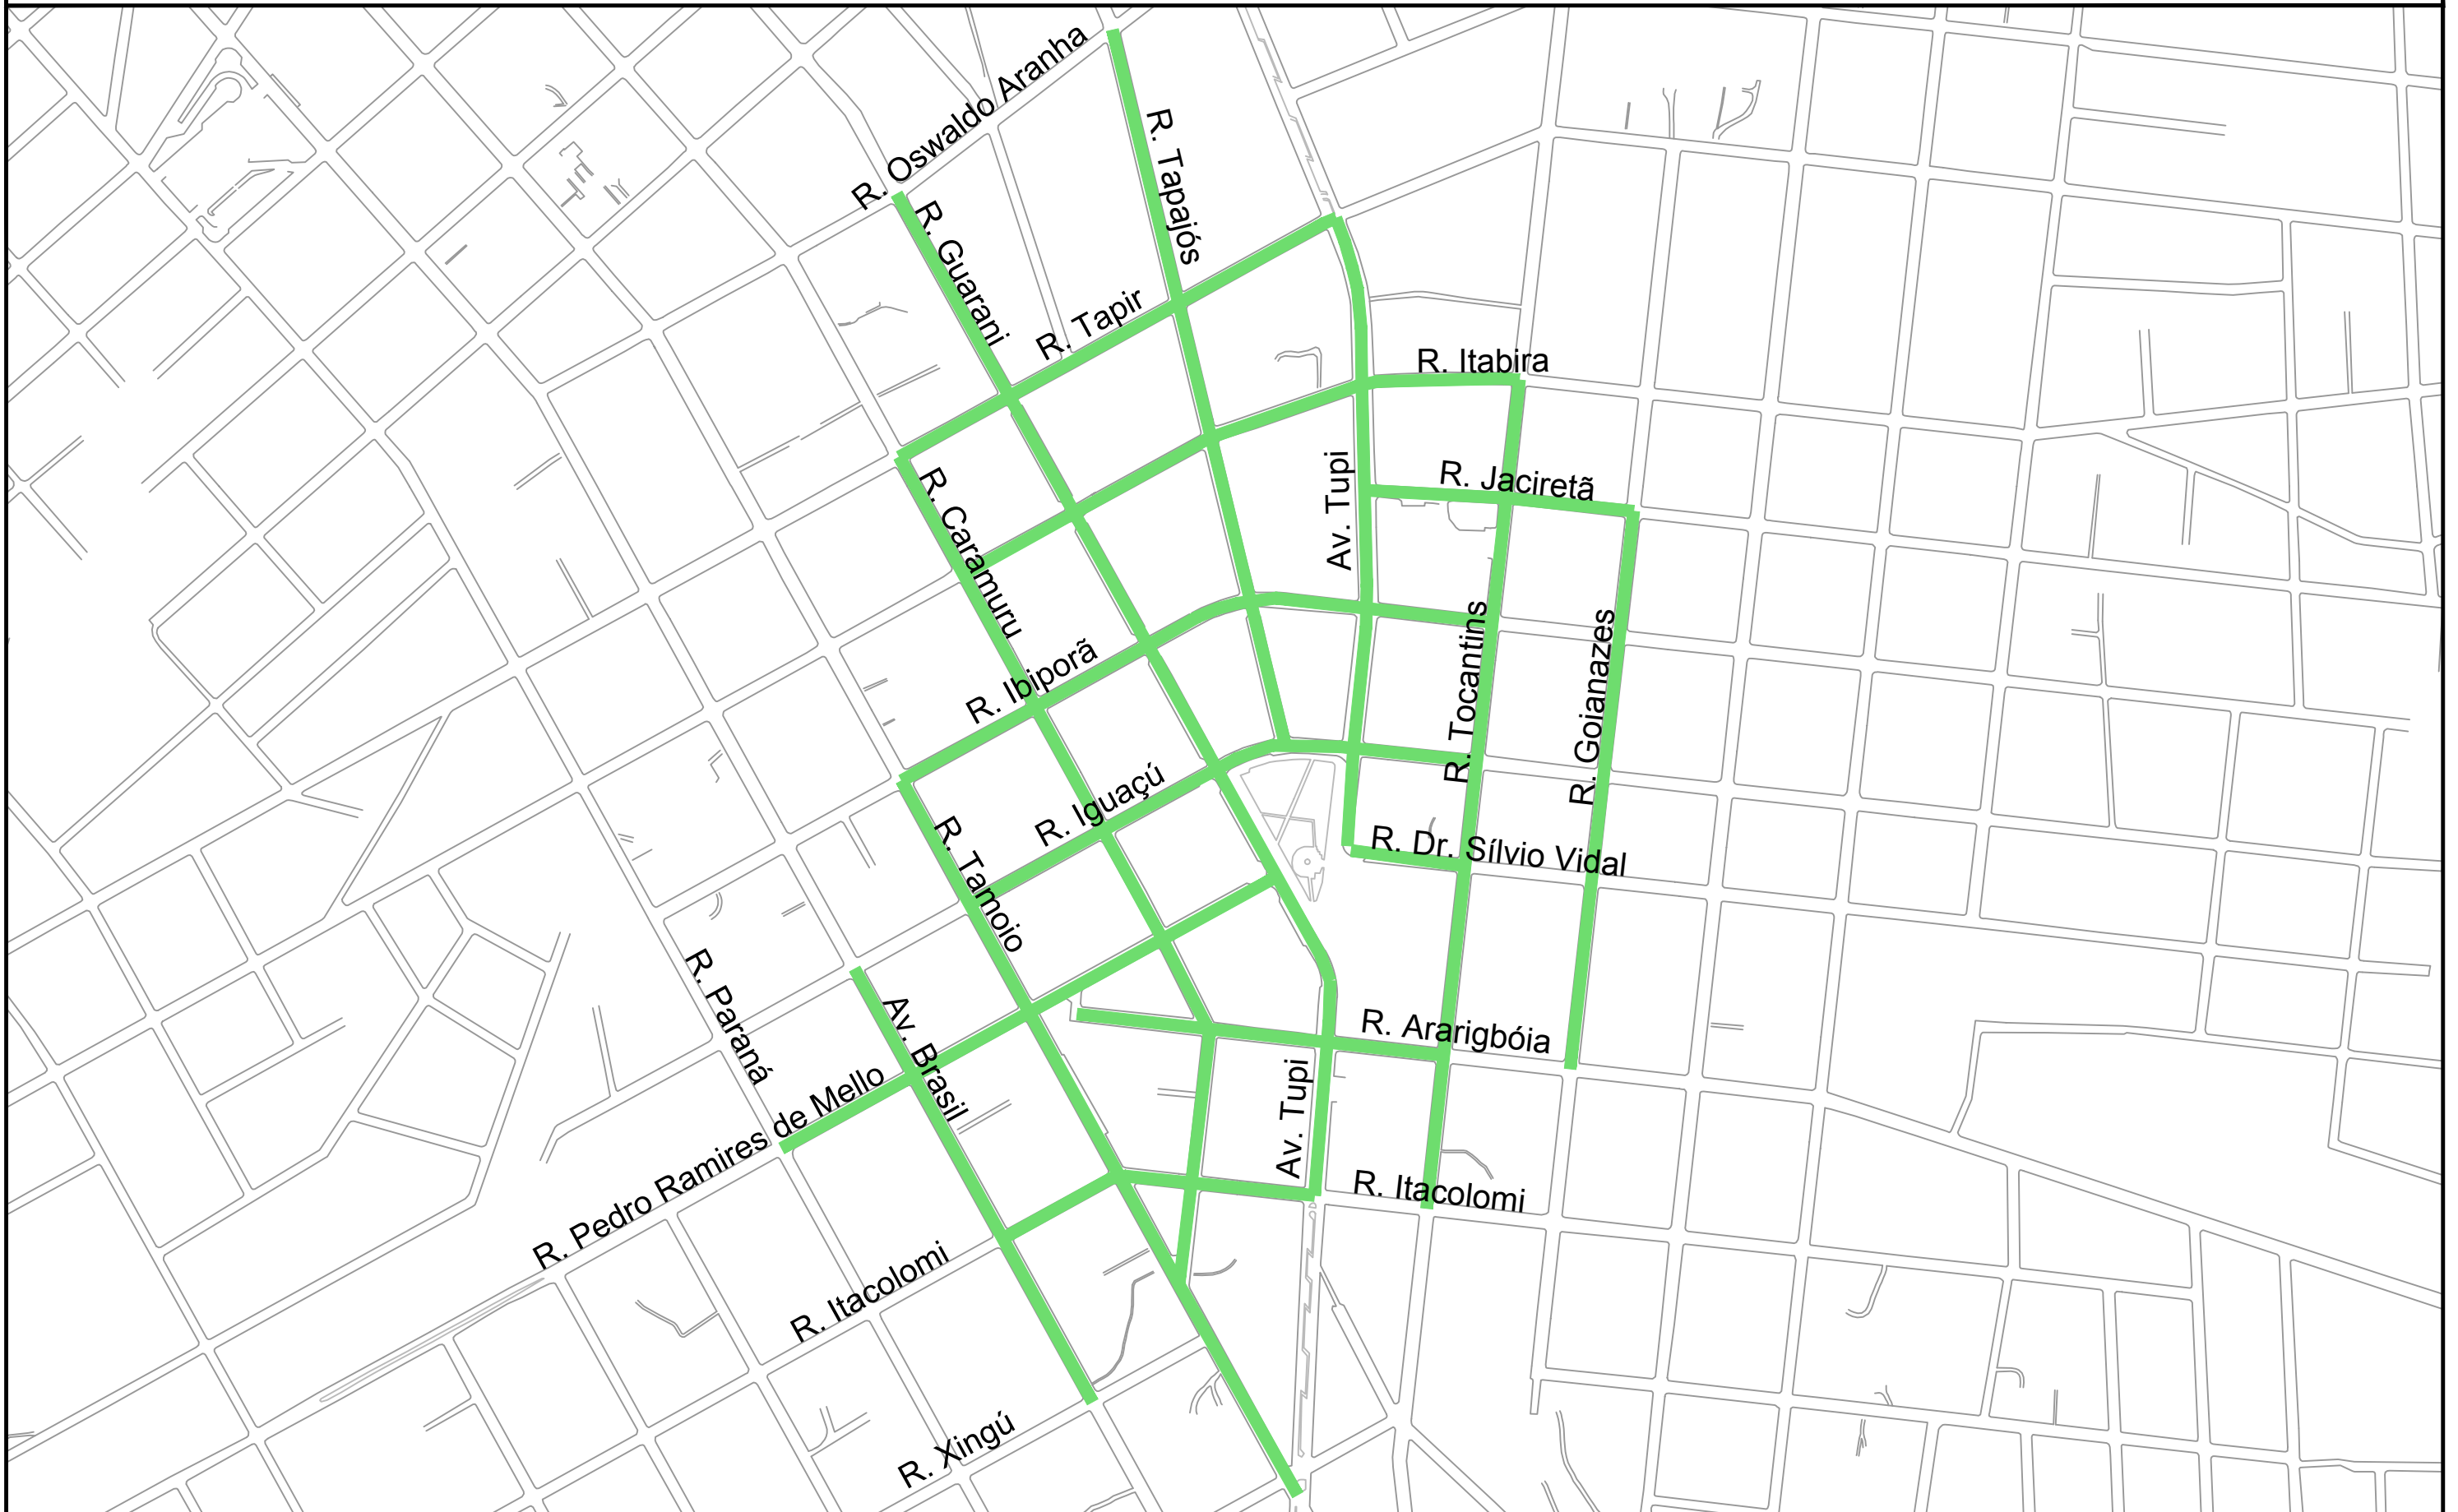 R. Oswaldo Aranha
R. Tapajós
R. Guarani
R. Tapir
R. Itabira
R. Jaciretã
Av. Tupi
R. Caramuru
R. Ibiporã
R. Tocantins
R. Goianazes
R. Iguaçú
R. Dr. Sílvio Vidal
R. Tamoio
R. Paraná
Av. Brasil
R. Ararigbóia
Av. Tupi
R. Pedro Ramires de Mello
R. Itacolomi
R. Itacolomi
R. Xingú